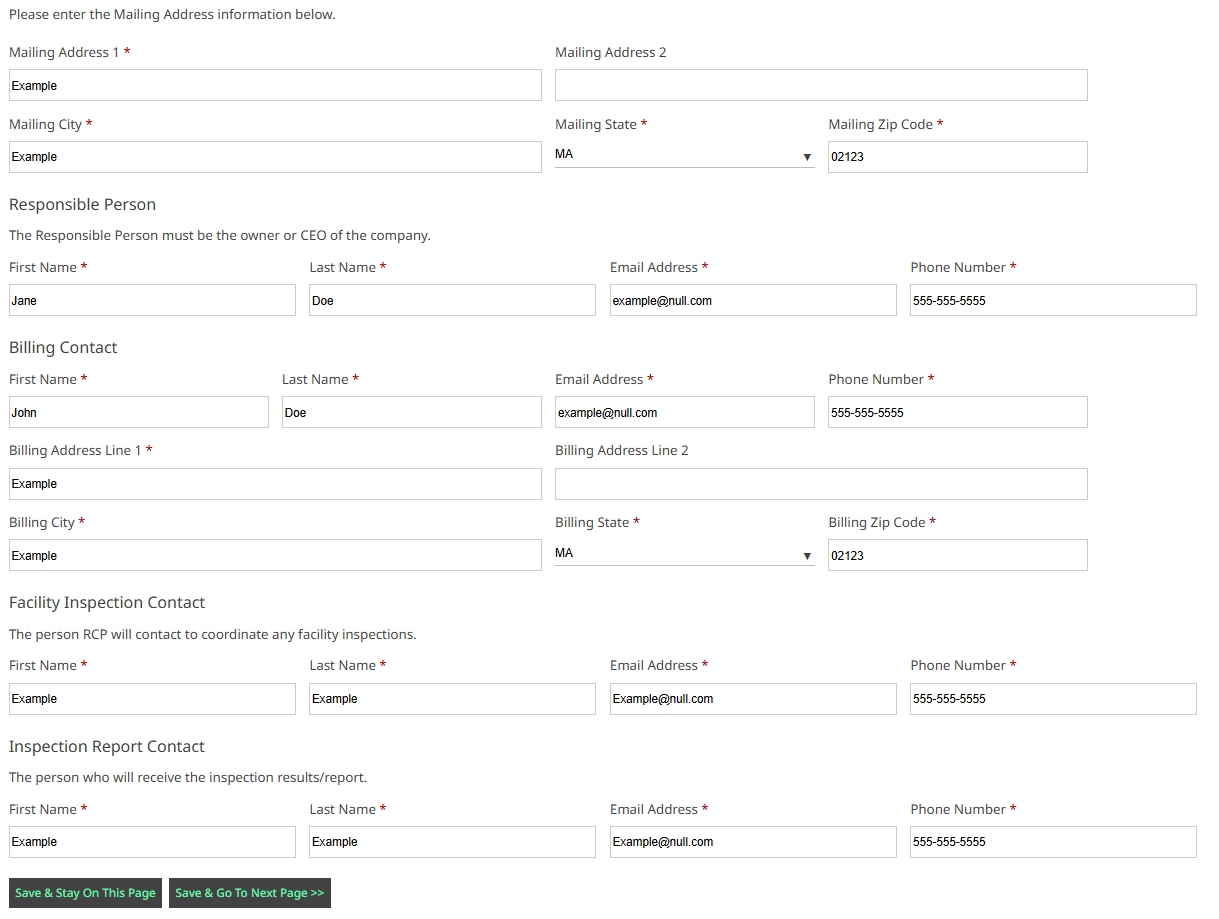 Please enter the Mailing Address information below.
Mailing Address 1 * Mailing Address 2
Example
Mailing City * Mailing State * Mailing Zip Code *
Example MA ▼ 02123
Responsible Person
The Responsible Person must be the owner or CEO of the company.
First Name * Last Name * Email Address * Phone Number *
Jane Doe example@null.com 555-555-5555
Billing Contact
First Name * Last Name * Email Address * Phone Number *
John Doe example@null.com 555-555-5555
Billing Address Line 1 * Billing Address Line 2
Example
Billing City * Billing State * Billing Zip Code *
Example MA ▼ 02123
Facility Inspection Contact
The person RCP will contact to coordinate any facility inspections.
First Name * Last Name * Email Address * Phone Number *
Example Example Example@null.com 555-555-5555
Inspection Report Contact
The person who will receive the inspection results/report.
First Name * Last Name * Email Address * Phone Number *
Example Example Example@null.com 555-555-5555
Save & Stay On This Page Save & Go To Next Page >>